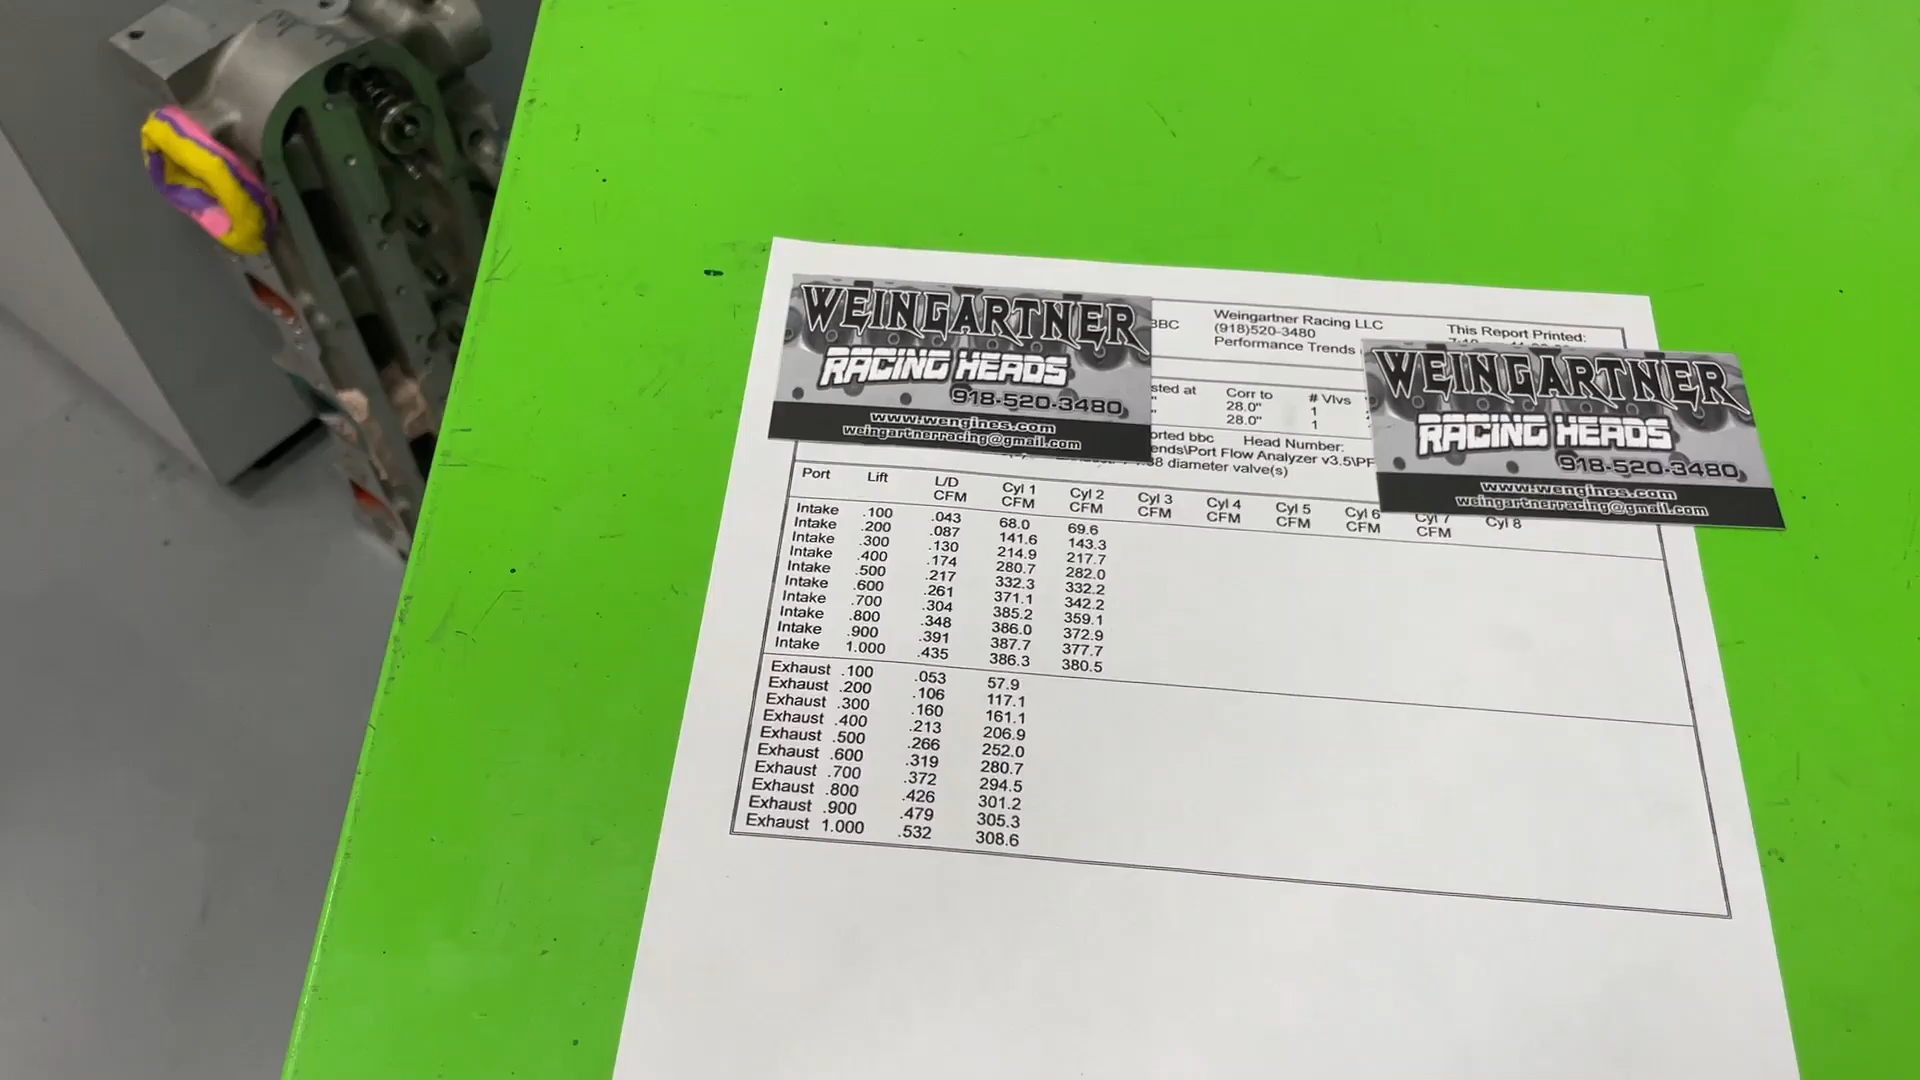 WEINGARTNER
RACING HEADS
918-520-3480
www.wengines.com
weingartnerracing@gmail.com
BBC
Weingartner Racing LLC
(918)520-3480
Performance Trends
This Report Printed:
WEINGARTNER
RACING HEADS
918-520-3480
www.wengines.com
weingartnerracing@gmail.com
sted at Corr to # Vlvs
28.0" 1
28.0" 1
orted bbc Head Number:
ends\Port Flow Analyzer v3.5\PF
38 diameter valve(s)
Port Lift L/D CFM Cyl 1 CFM Cyl 2 CFM Cyl 3 CFM Cyl 4 CFM Cyl 5 CFM Cyl 6 CFM Cyl 7 CFM Cyl 8
Intake .100 .043 68.0 69.6
Intake .200 .087 141.6 143.3
Intake .300 .130 214.9 217.7
Intake .400 .174 280.7 282.0
Intake .500 .217 332.3 332.2
Intake .600 .261 371.1 342.2
Intake .700 .304 385.2 359.1
Intake .800 .348 386.0 372.9
Intake .900 .391 387.7 377.7
Intake 1.000 .435 386.3 380.5
Exhaust .100 .053 57.9
Exhaust .200 .106 117.1
Exhaust .300 .160 161.1
Exhaust .400 .213 206.9
Exhaust .500 .266 252.0
Exhaust .600 .319 280.7
Exhaust .700 .372 294.5
Exhaust .800 .426 301.2
Exhaust .900 .479 305.3
Exhaust 1.000 .532 308.6